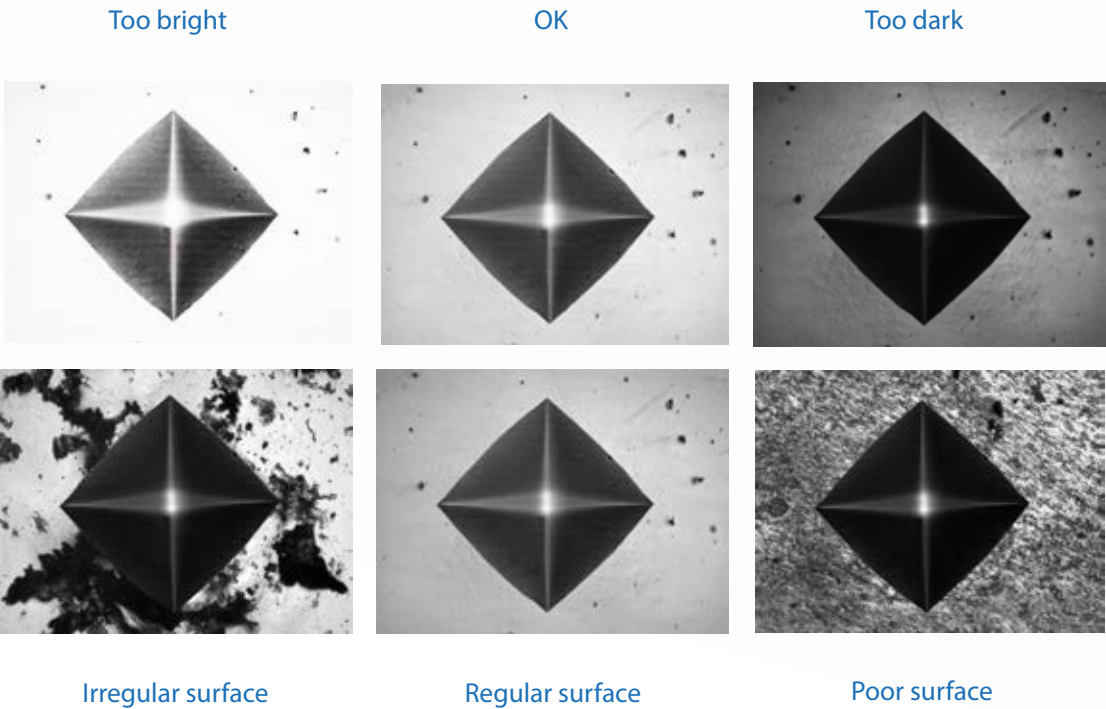 Too bright
OK
Too dark
Irregular surface
Regular surface
Poor surface